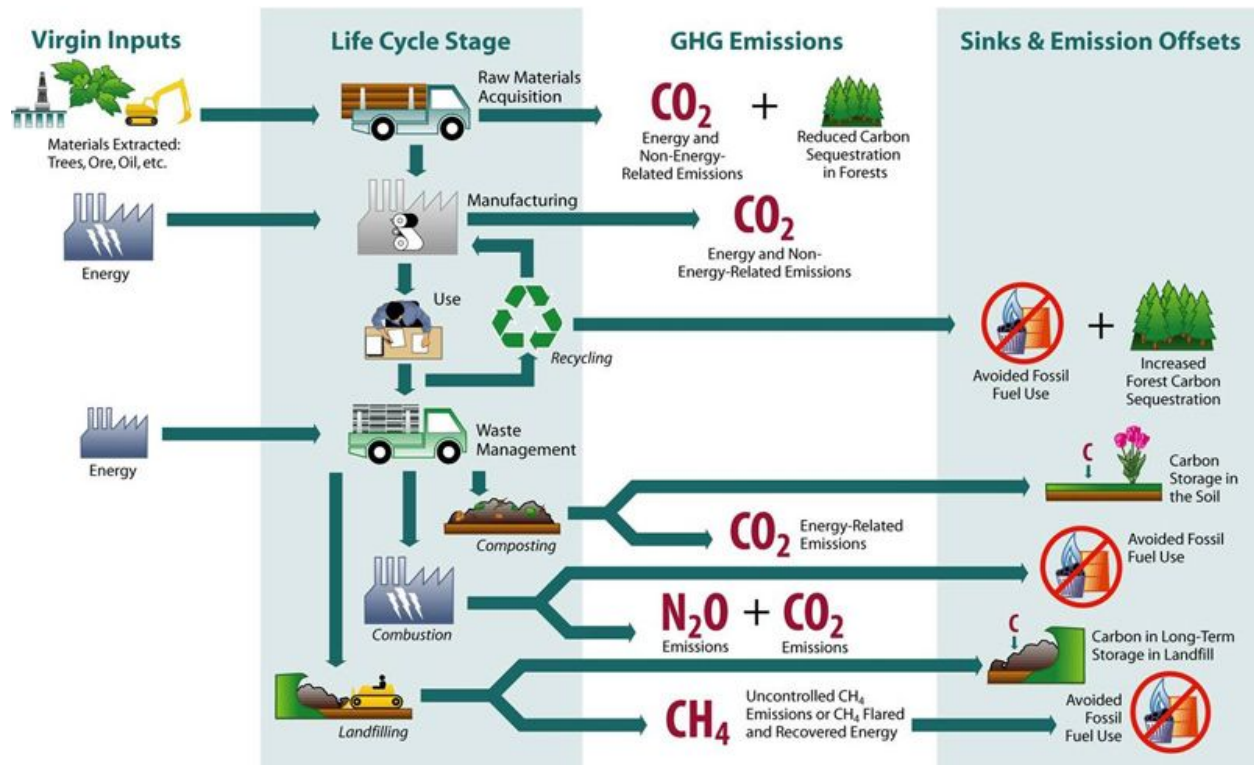 Virgin Inputs
Life Cycle Stage
GHG Emissions
Sinks & Emission Offsets
Materials Extracted:
Trees, Ore, Oil, etc.
Raw Materials
Acquisition
CO₂
Energy and
Non-Energy-
Related Emissions
+
Reduced Carbon
Sequestration
in Forests
Energy
Manufacturing
CO₂
Energy and Non-
Energy-Related Emissions
Use
Recycling
Avoided Fossil
Fuel Use
+
Increased
Forest Carbon
Sequestration
Energy
Waste
Management
Composting
C
Carbon
Storage in
the Soil
CO₂
Energy-Related
Emissions
Combustion
Avoided Fossil
Fuel Use
N₂O
Emissions
+
CO₂
Emissions
Landfilling
C
Carbon in Long-Term
Storage in Landfill
CH₄
Uncontrolled CH₄
Emissions or CH₄ Flared
and Recovered Energy
Avoided
Fossil
Fuel Use